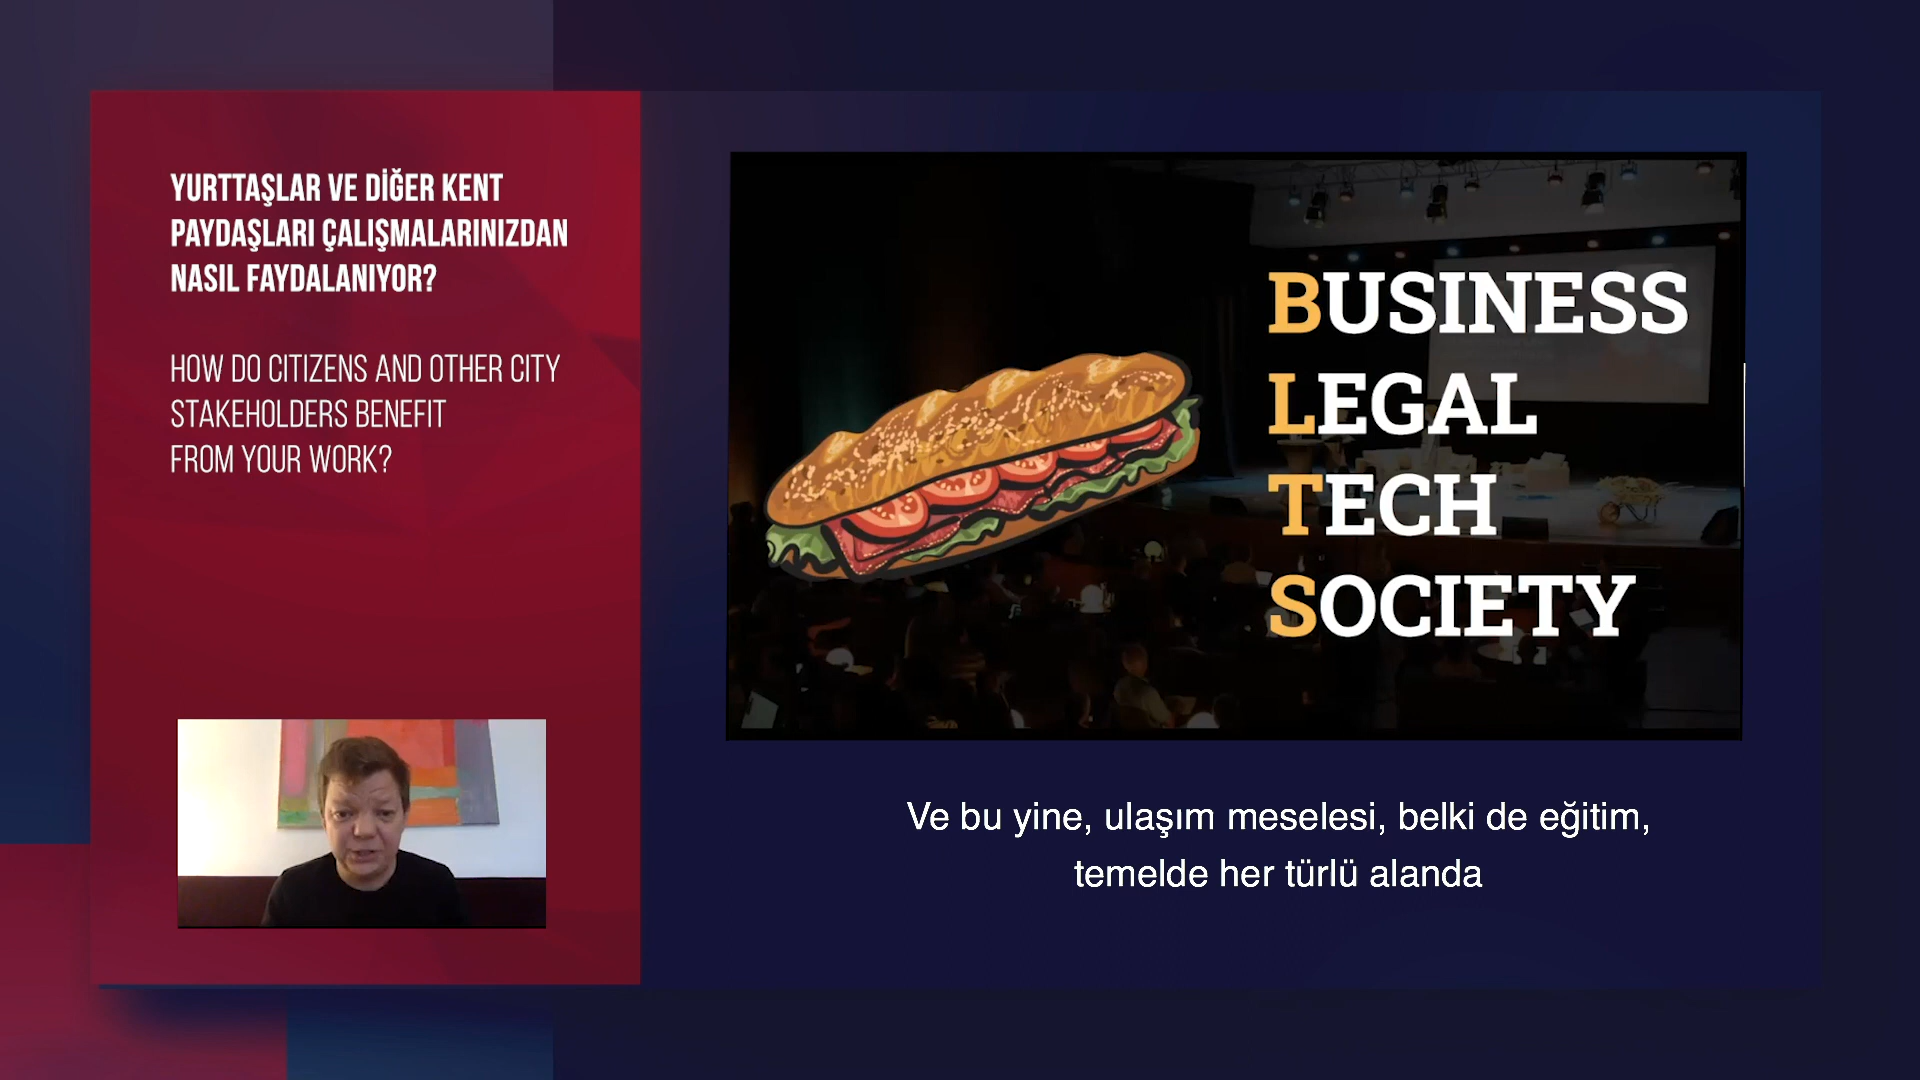 YURTTAŞLAR VE DİĞER KENT
PAYDAŞLARI ÇALIŞMALARINIZDAN
NASIL FAYDALANIYOR?
HOW DO CITIZENS AND OTHER CITY
STAKEHOLDERS BENEFIT
FROM YOUR WORK?
BUSINESS
LEGAL
TECH
SOCIETY
Ve bu yine, ulaşım meselesi, belki de eğitim,
temelde her türlü alanda